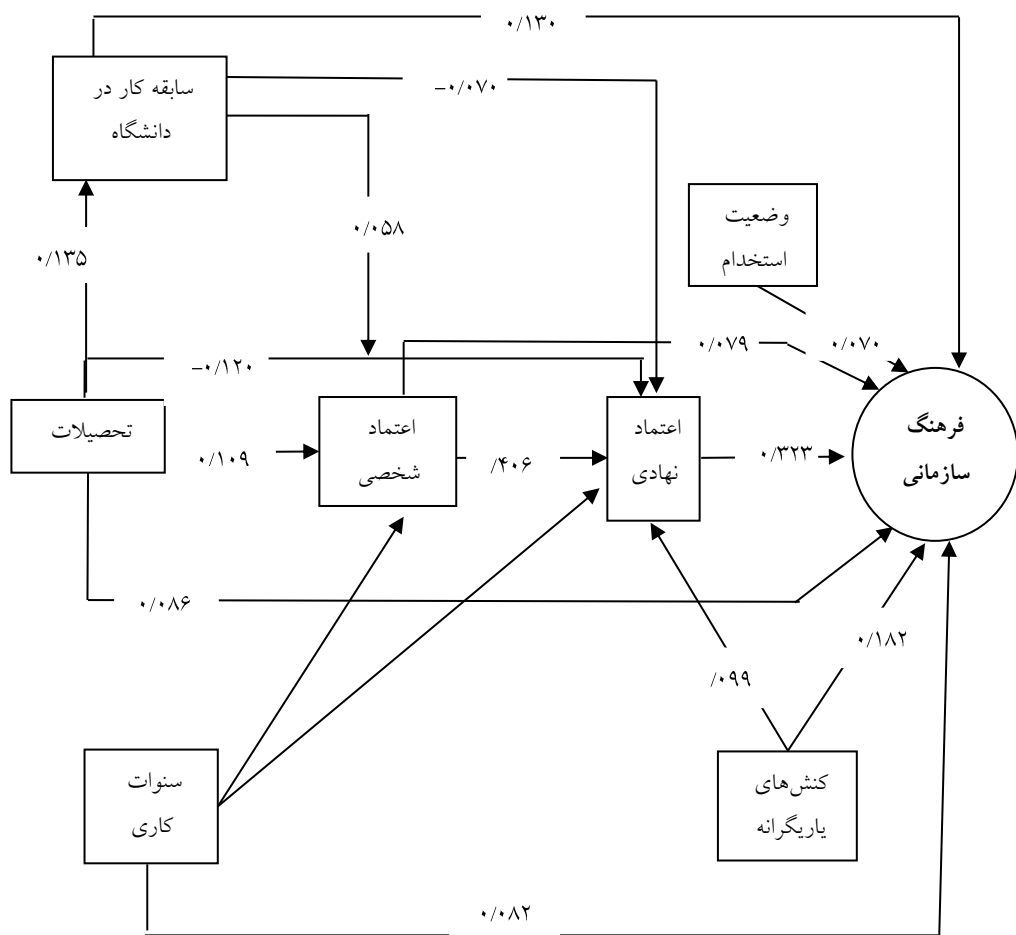 ۰/۱۳۰
سابقه کار در
دانشگاه
-۰/۰۷۰
۰/۰۵۸
۰/۱۳۵
وضعیت
استخدام
۰/۰۷۹
۰/۰۷۰
-۰/۱۲۰
فرهنگ
سازمانی
اعتماد
نهادی
اعتماد
شخصی
تحصیلات
۰/۳۲۳
/۴۰۶
۰/۱۰۹
۰/۰۸۶
۰/۱۸۲
/۰۹۹
کنش‌های
یاریگرانه
سنوات
کاری
۰/۰۸۲